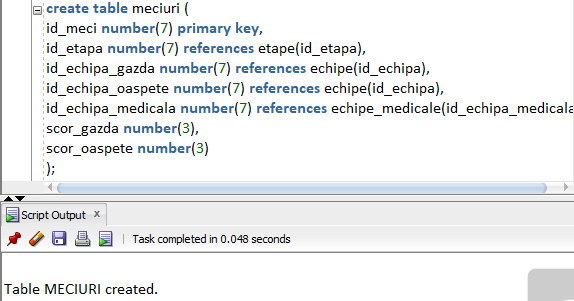 create table meciuri (
id_meci number(7) primary key,
id_etapa number(7) references etape(id_etapa),
id_echipa_gazda number(7) references echipe(id_echipa),
id_echipa_oaspete number(7) references echipe(id_echipa),
id_echipa_medicala number(7) references echipe_medicale(id_echipa_medicala
scor_gazda number(3),
scor_oaspete number(3)
);
Script Output x
Task completed in 0.048 seconds
Table MECIURI created.